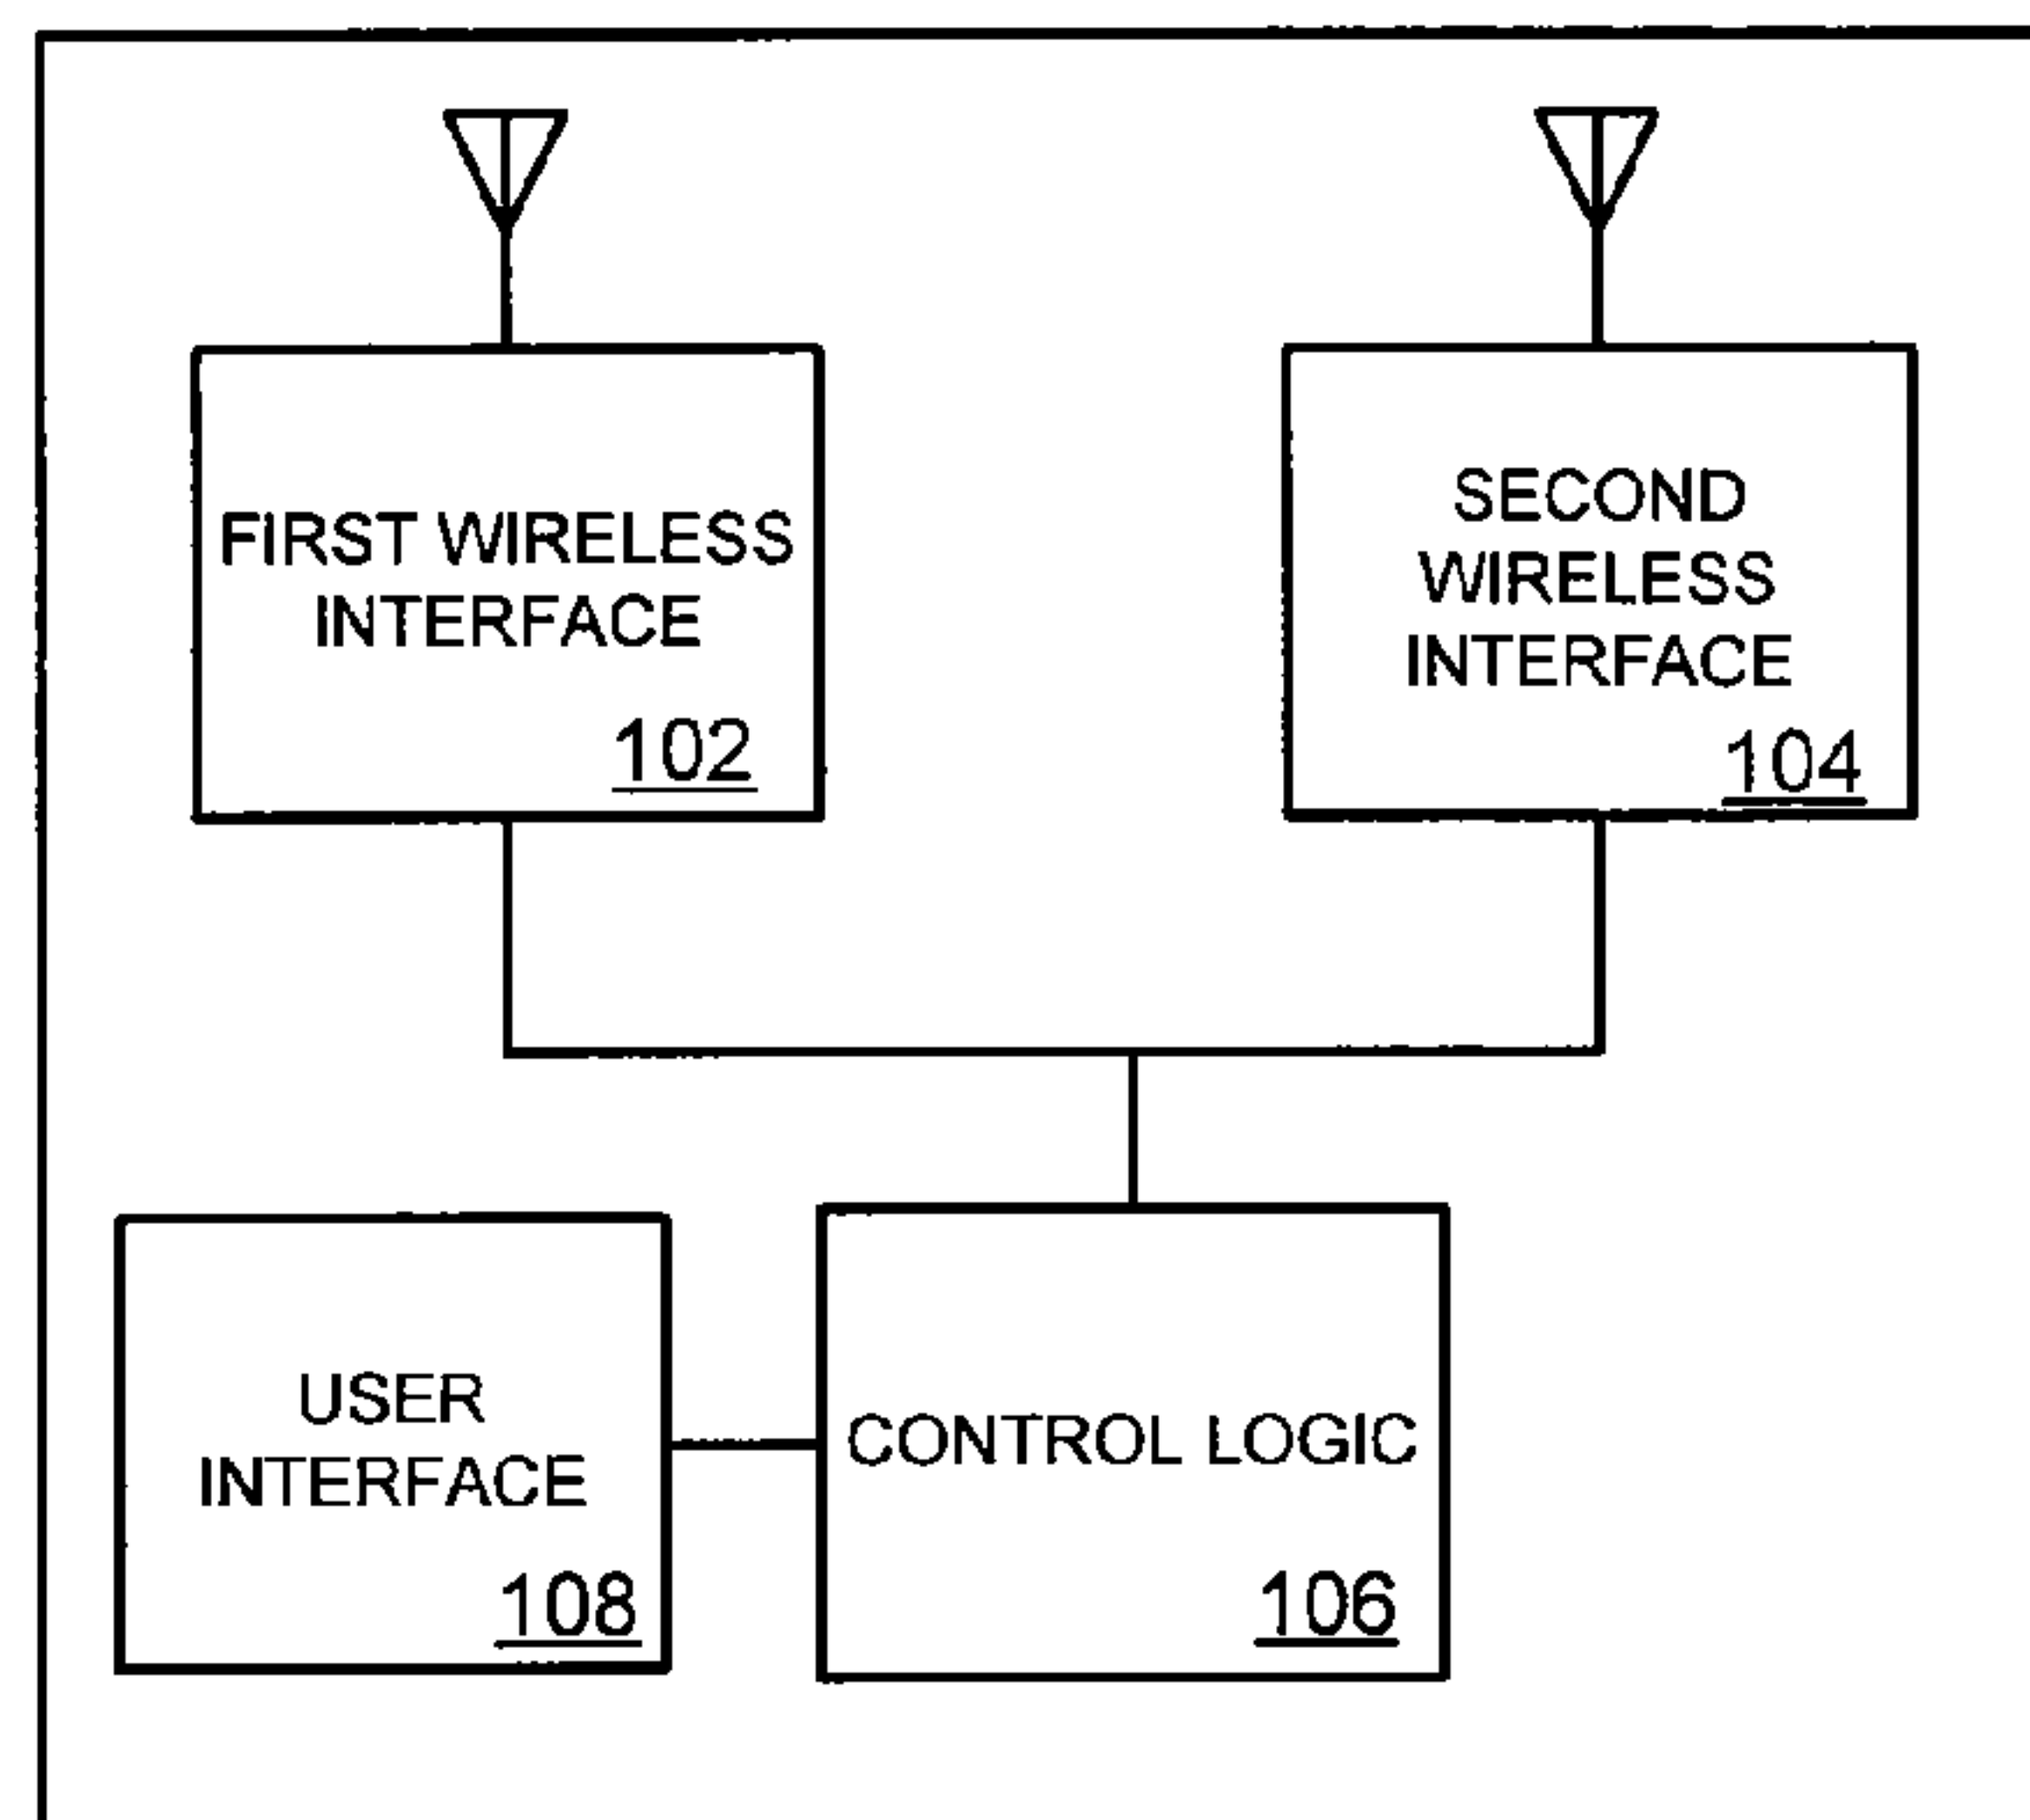 FIRST WIRELESS
INTERFACE
102
SECOND
WIRELESS
INTERFACE
104
USER
INTERFACE
108
CONTROL LOGIC
106